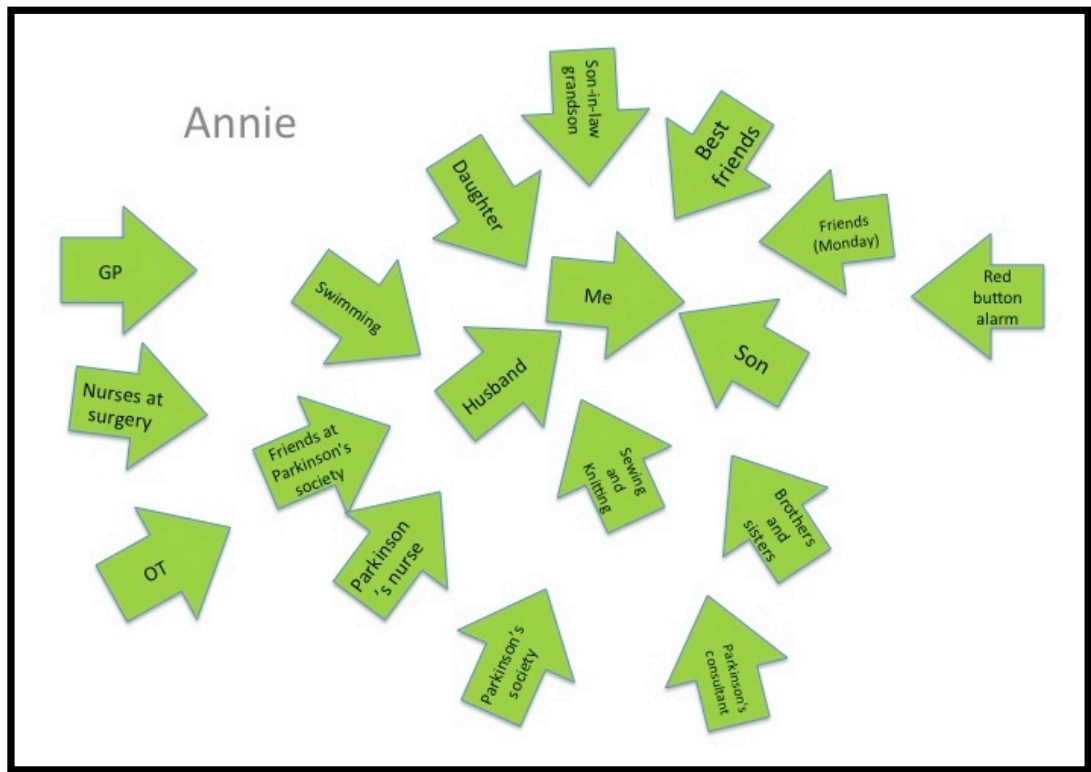 Annie
Son-in-law
grandson
Best
friends
Daughter
Friends
(Monday)
GP
Red
button
alarm
Me
Swimming
Son
Husband
Nurses at
surgery
Friends at
Parkinson's
society
Sewing
and
Knitting
Brothers
and
sisters
OT
Parkinson
's nurse
Parkinson's
society
Parkinson's
consultant